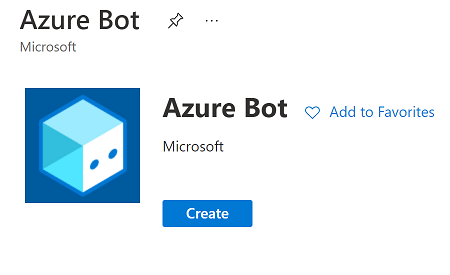 Azure Bot
Microsoft
Azure Bot
Add to Favorites
Microsoft
Create